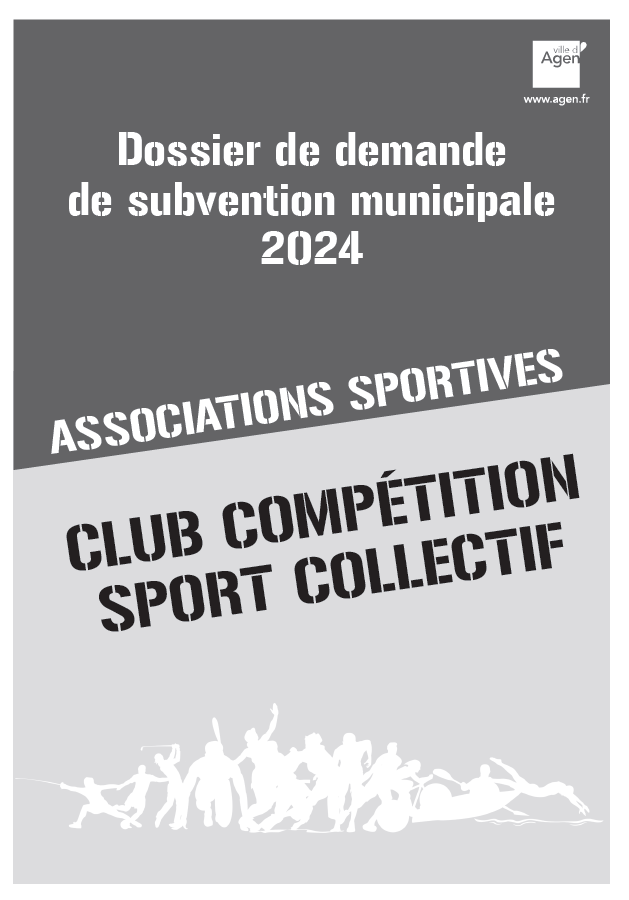 ville d'
Agen
www.agen.fr
Dossier de demande
de subvention municipale
2024
ASSOCIATIONS SPORTIVES
CLUB COMPÉTITION
SPORT COLLECTIF